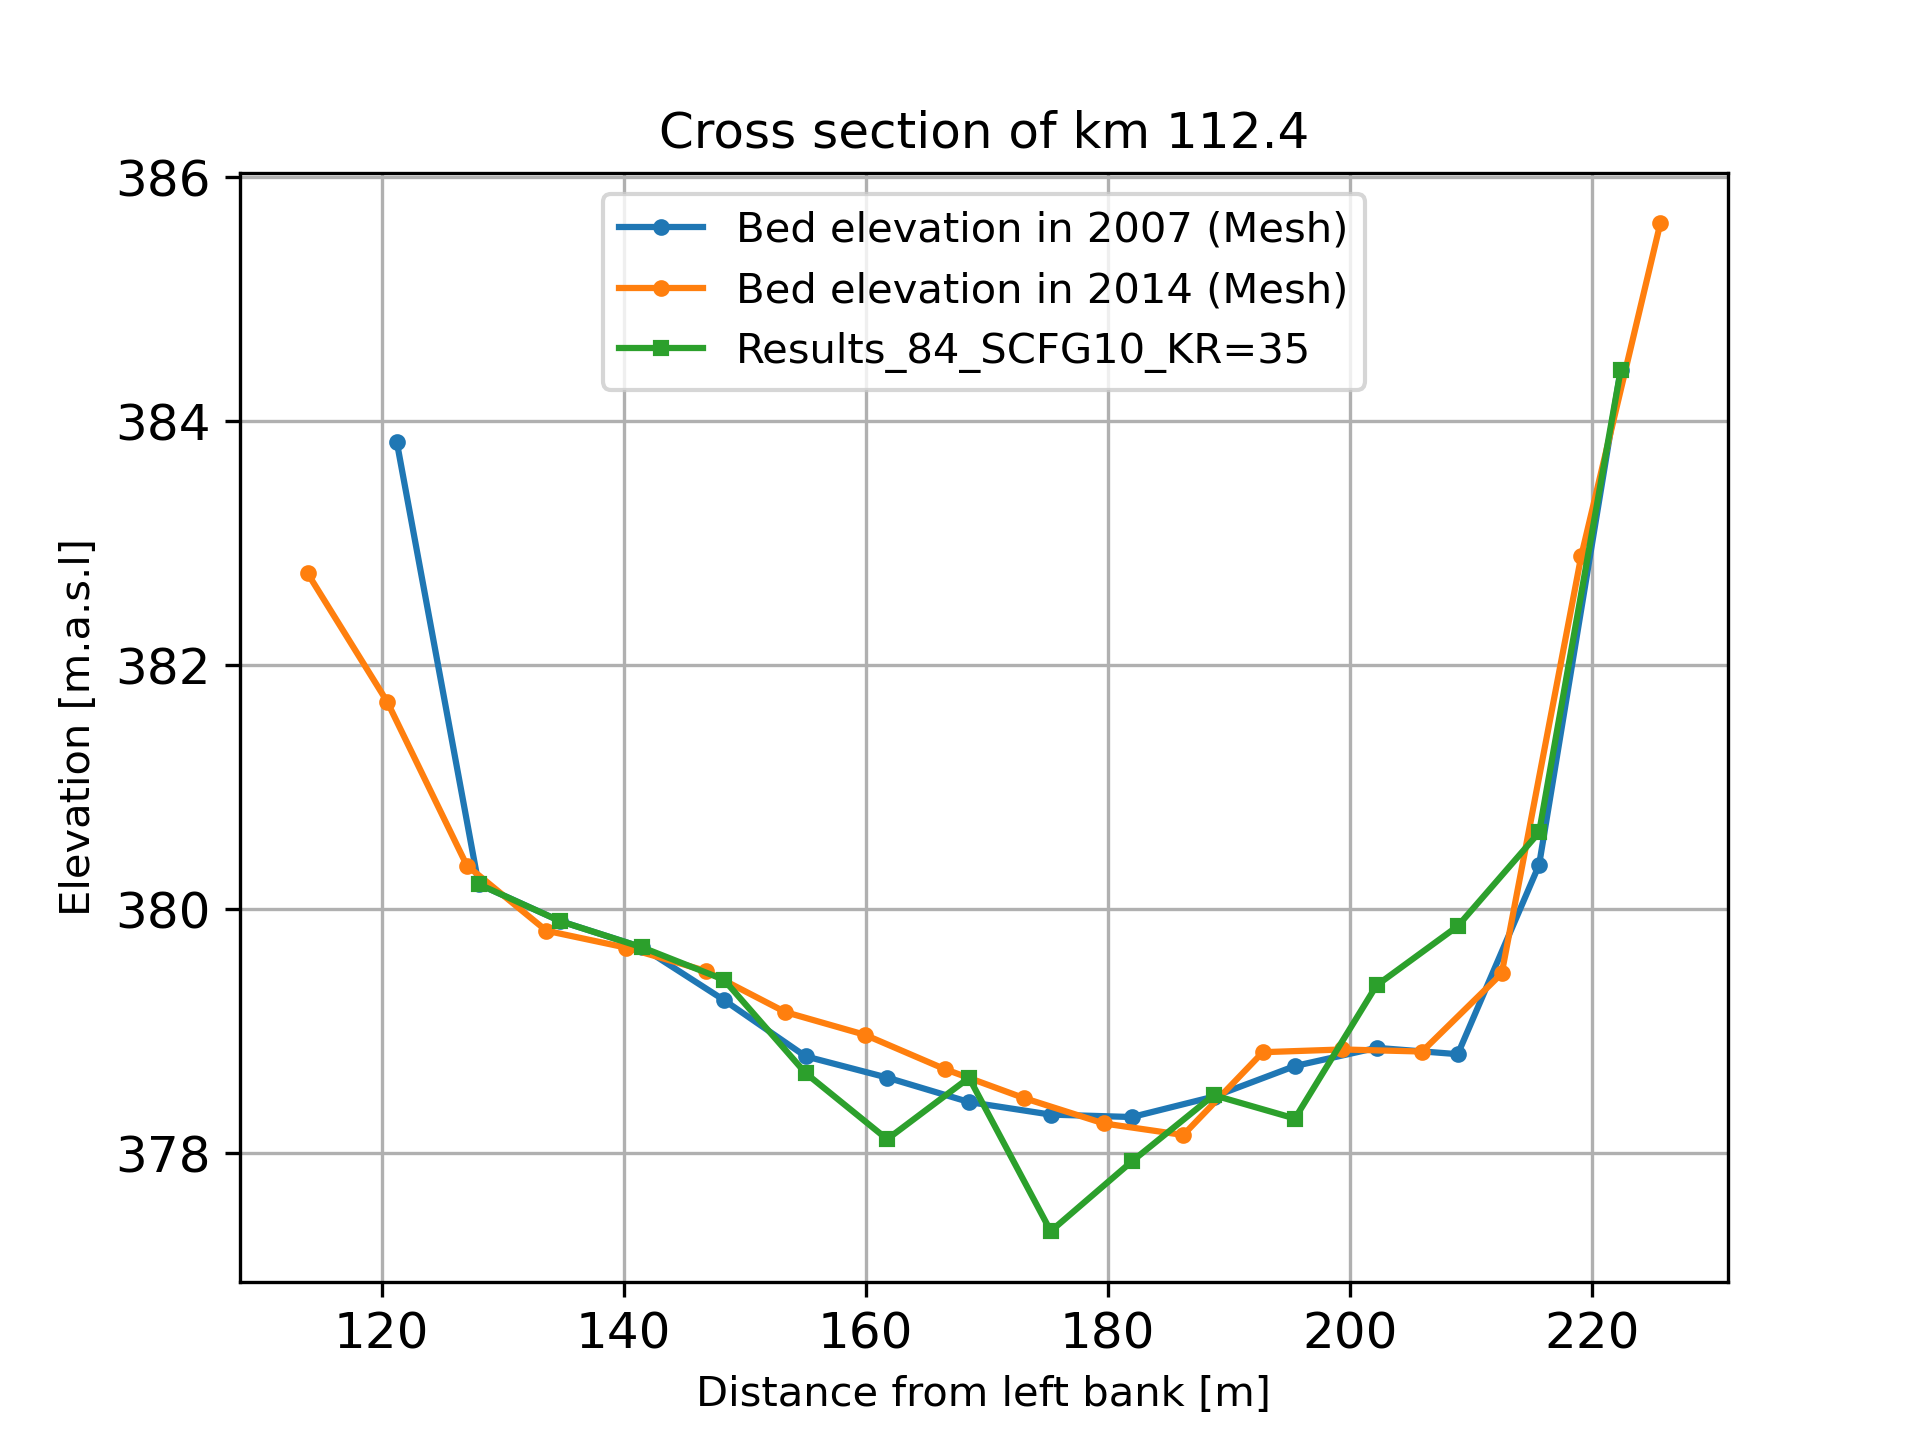 Cross section of km 112.4
386
384
382
380
378
Elevation [m.a.s.l]
Bed elevation in 2007 (Mesh)
Bed elevation in 2014 (Mesh)
Results_84_SCFG10_KR=35
120 140 160 180 200 220
Distance from left bank [m]